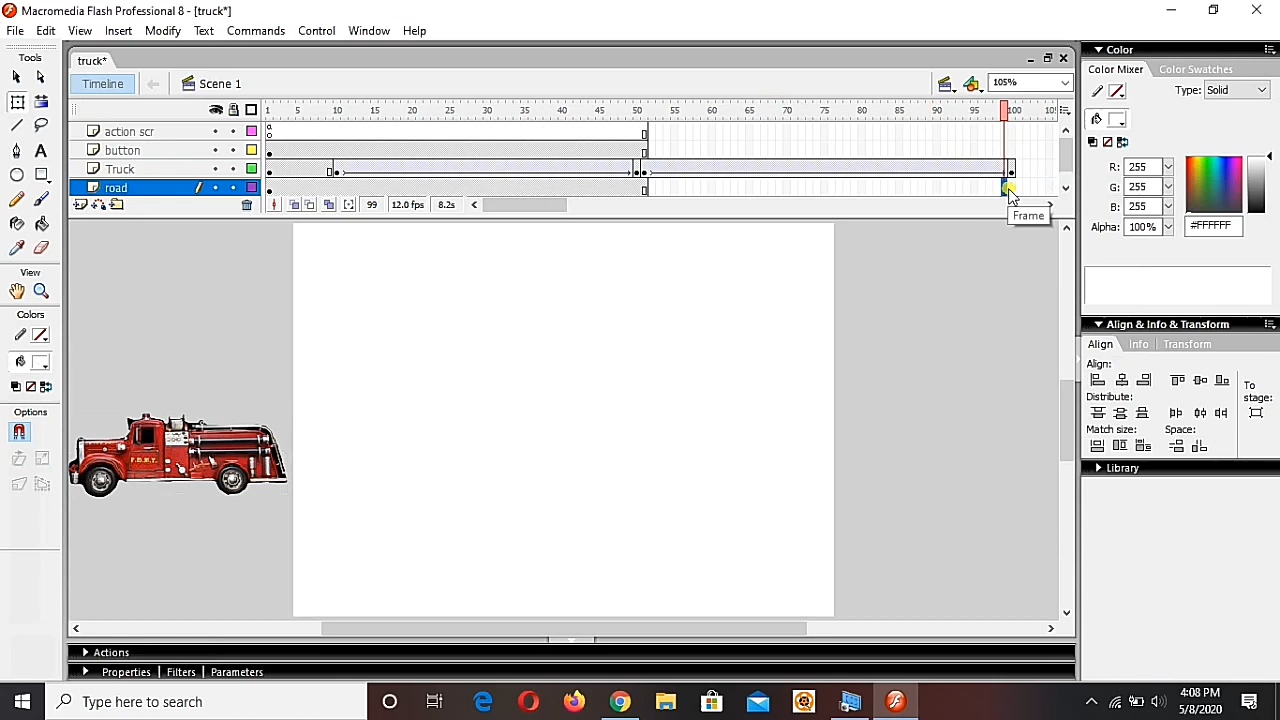 Macromedia Flash Professional 8 - [truck*]
File Edit View Insert Modify Text Commands Control Window Help
Tools
truck*
Timeline
Scene 1
105%
1 5 10 15 20 25 30 35 40 45 50 55 60 65 70 75 80 85 90 95 100 105
action scr
button
Truck
road
99 12.0 fps 8.2s
Frame
View
Colors
Options
F.D.N.Y.
Color
Color Mixer Color Swatches
Type: Solid
R: 255
G: 255
B: 255
Alpha: 100% #FFFFFF
Align & Info & Transform
Align Info Transform
Align:
Distribute:
Match size: Space:
To stage:
Library
Actions
Properties Filters Parameters
Type here to search
4:08 PM
5/8/2020